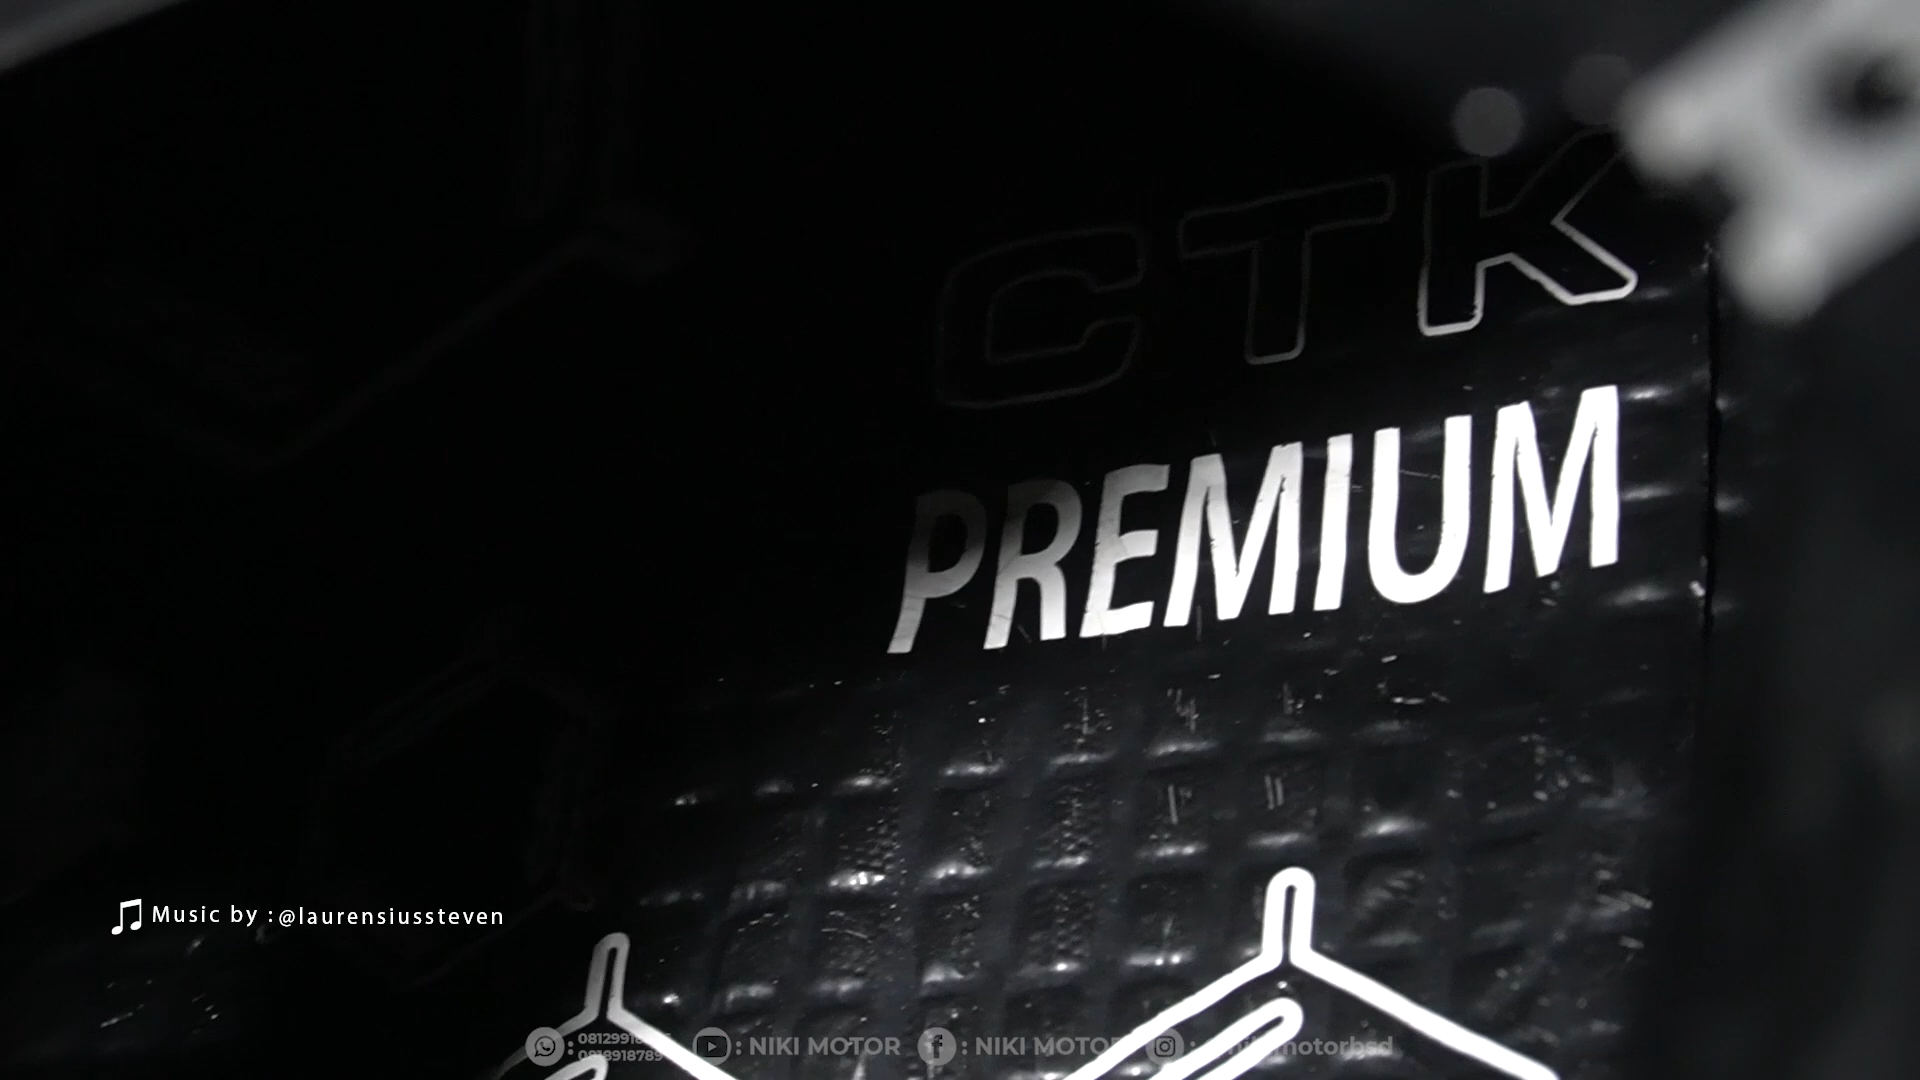 CTK
PREMIUM
Music by : @laurensiussteven
: NIKI MOTOR
: NIKI MOTOR